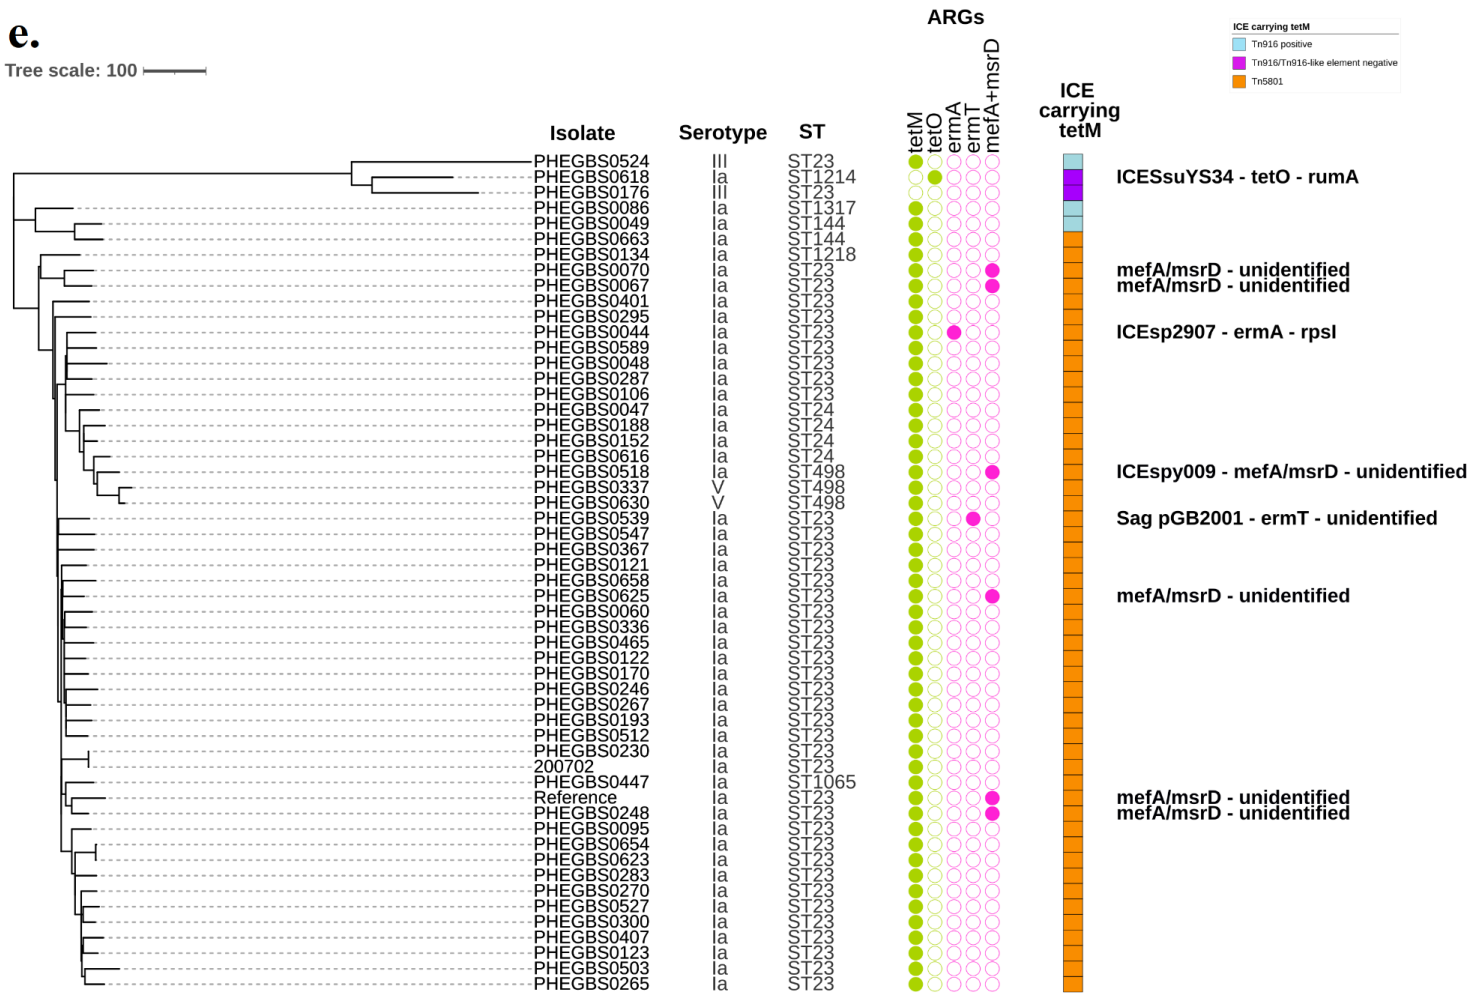 e.
Tree scale: 100
ARGs
ICE carrying tetM
Tn916 positive
Tn916/Tn916-like element negative
Tn5801
Isolate Serotype ST tetM tetO ermA ermT mefA+msrD
ICE
carrying
tetM
PHEGBS0524 III ST23
PHEGBS0618 Ia ST1214 ICESsuYS34 - tetO - rumA
PHEGBS0176 III ST23
PHEGBS0086 Ia ST1317
PHEGBS0049 Ia ST144
PHEGBS0663 Ia ST144
PHEGBS0134 Ia ST1218
PHEGBS0070 Ia ST23 mefA/msrD - unidentified
PHEGBS0067 Ia ST23 mefA/msrD - unidentified
PHEGBS0401 Ia ST23
PHEGBS0295 Ia ST23
PHEGBS0044 Ia ST23 ICEsp2907 - ermA - rpsI
PHEGBS0589 Ia ST23
PHEGBS0048 Ia ST23
PHEGBS0287 Ia ST23
PHEGBS0106 Ia ST23
PHEGBS0047 Ia ST24
PHEGBS0188 Ia ST24
PHEGBS0152 Ia ST24
PHEGBS0616 Ia ST24
PHEGBS0518 Ia ST498 ICEspy009 - mefA/msrD - unidentified
PHEGBS0337 V ST498
PHEGBS0630 V ST498
PHEGBS0539 Ia ST23 Sag pGB2001 - ermT - unidentified
PHEGBS0547 Ia ST23
PHEGBS0367 Ia ST23
PHEGBS0121 Ia ST23
PHEGBS0658 Ia ST23
PHEGBS0625 Ia ST23 mefA/msrD - unidentified
PHEGBS0060 Ia ST23
PHEGBS0336 Ia ST23
PHEGBS0465 Ia ST23
PHEGBS0122 Ia ST23
PHEGBS0170 Ia ST23
PHEGBS0246 Ia ST23
PHEGBS0267 Ia ST23
PHEGBS0193 Ia ST23
PHEGBS0512 Ia ST23
PHEGBS0230 Ia ST23
200702 Ia ST23
PHEGBS0447 Ia ST1065
Reference Ia ST23 mefA/msrD - unidentified
PHEGBS0248 Ia ST23 mefA/msrD - unidentified
PHEGBS0095 Ia ST23
PHEGBS0654 Ia ST23
PHEGBS0623 Ia ST23
PHEGBS0283 Ia ST23
PHEGBS0270 Ia ST23
PHEGBS0527 Ia ST23
PHEGBS0300 Ia ST23
PHEGBS0407 Ia ST23
PHEGBS0123 Ia ST23
PHEGBS0503 Ia ST23
PHEGBS0265 Ia ST23